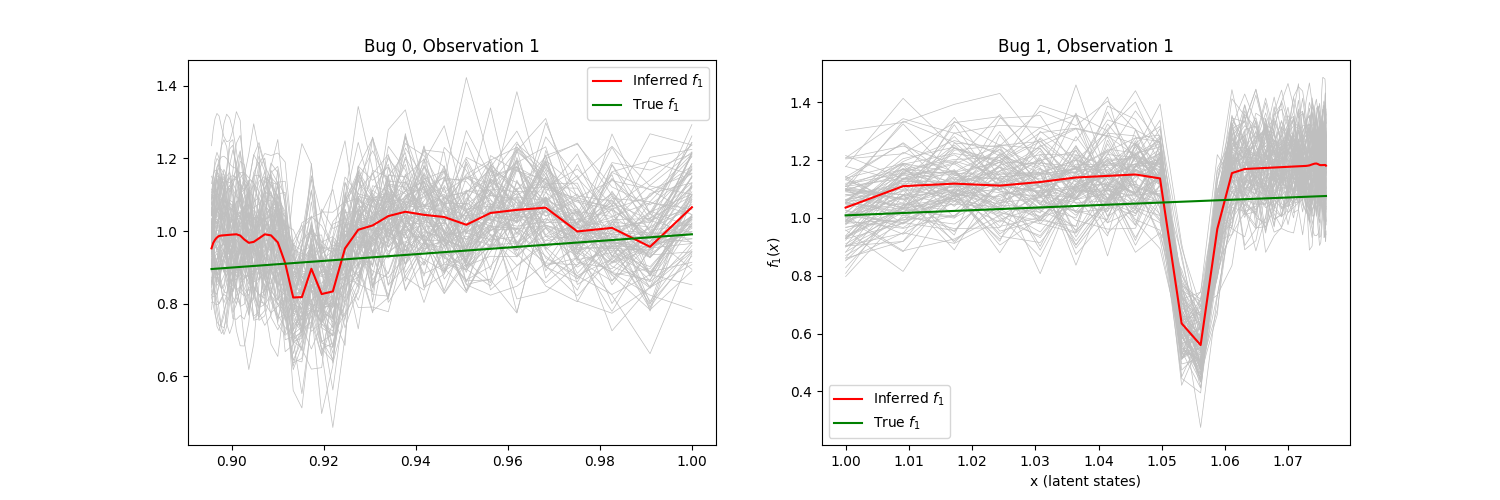 Bug 0, Observation 1
1.4
1.2
1.0
0.8
0.6
0.90 0.92 0.94 0.96 0.98 1.00
Inferred f₁
True f₁
Bug 1, Observation 1
f₁(x)
1.4
1.2
1.0
0.8
0.6
0.4
Inferred f₁
True f₁
1.00 1.01 1.02 1.03 1.04 1.05 1.06 1.07
x (latent states)